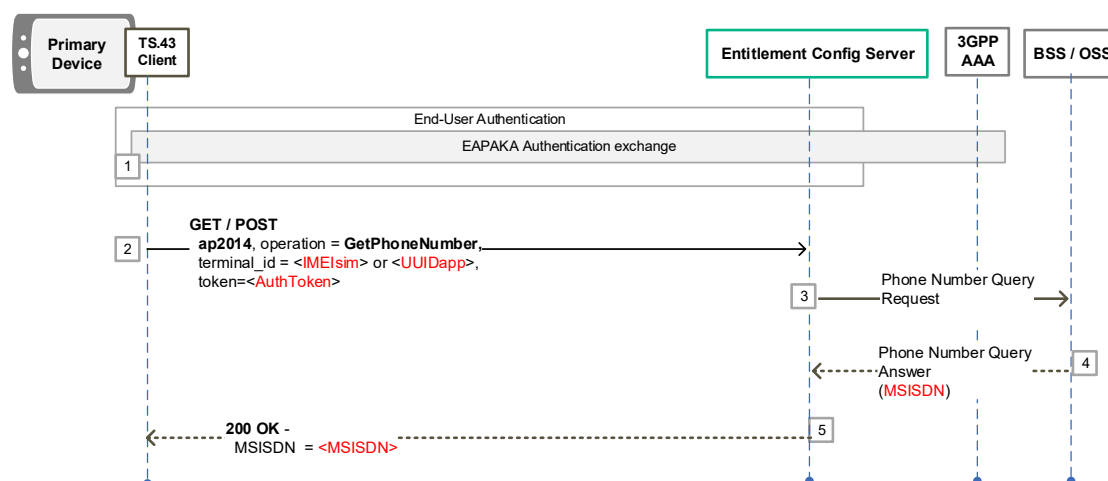 Primary
Device
TS.43
Client
Entitlement Config Server
3GPP
AAA
BSS / OSS
End-User Authentication
EAPAKA Authentication exchange
1
GET / POST
2
ap2014, operation = GetPhoneNumber,
terminal_id = <IMEIsim> or <UUIDapp>,
token=<AuthToken>
3
Phone Number Query
Request
Phone Number Query
Answer
(MSISDN)
4
200 OK -
MSISDN = <MSISDN>
5